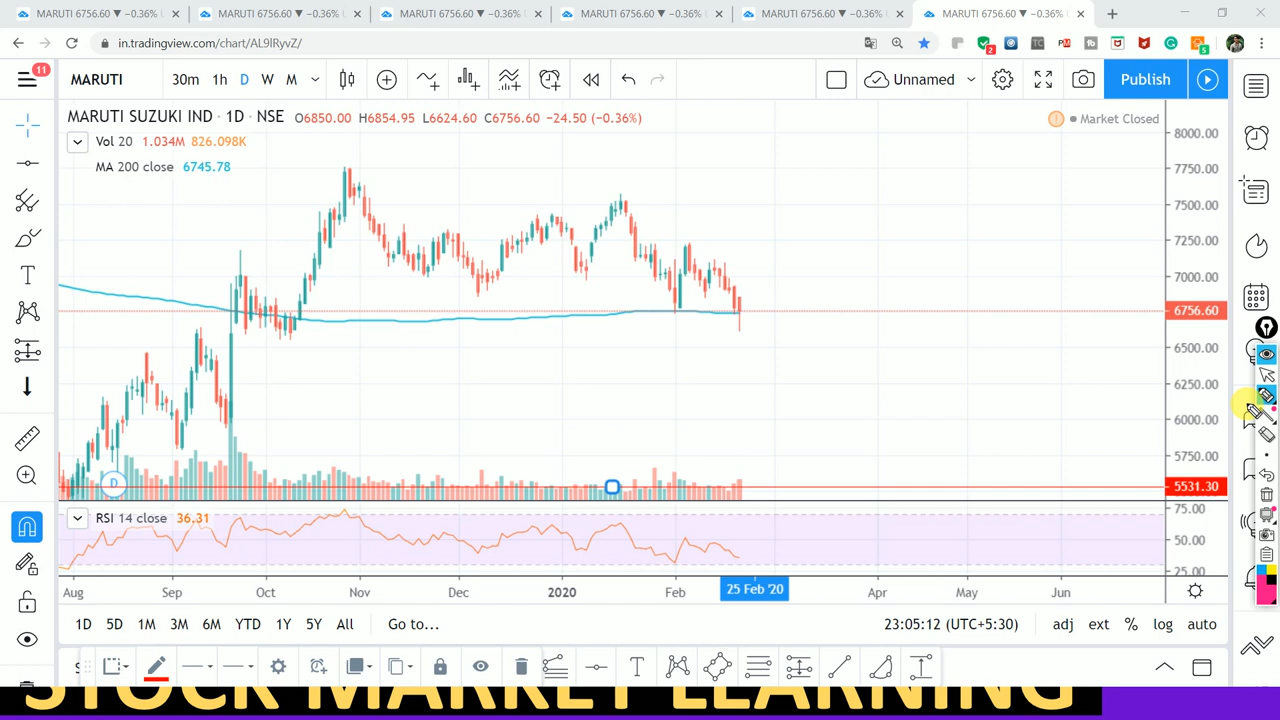 MARUTI 6756.60 ▼ −0.36%
MARUTI 6756.60 ▼ −0.36%
MARUTI 6756.60 ▼ −0.36%
MARUTI 6756.60 ▼ −0.36%
MARUTI 6756.60 ▼ −0.36%
MARUTI 6756.60 ▼ −0.36%
in.tradingview.com/chart/AL9lRyvZ/
11 MARUTI 30m 1h D W M Unnamed Publish
MARUTI SUZUKI IND · 1D · NSE O6850.00 H6854.95 L6624.60 C6756.60 −24.50 (−0.36%) Market Closed
Vol 20 1.034M 826.098K
MA 200 close 6745.78
8000.00
7750.00
7500.00
7250.00
7000.00
6756.60
6500.00
6250.00
6000.00
5750.00
5531.30
D
RSI 14 close 36.31
75.00
50.00
25.00
Aug Sep Oct Nov Dec 2020 Feb 25 Feb '20 Apr May Jun
1D 5D 1M 3M 6M YTD 1Y 5Y All Go to... 23:05:12 (UTC+5:30) adj ext % log auto
STOCK MARKET LEARNING